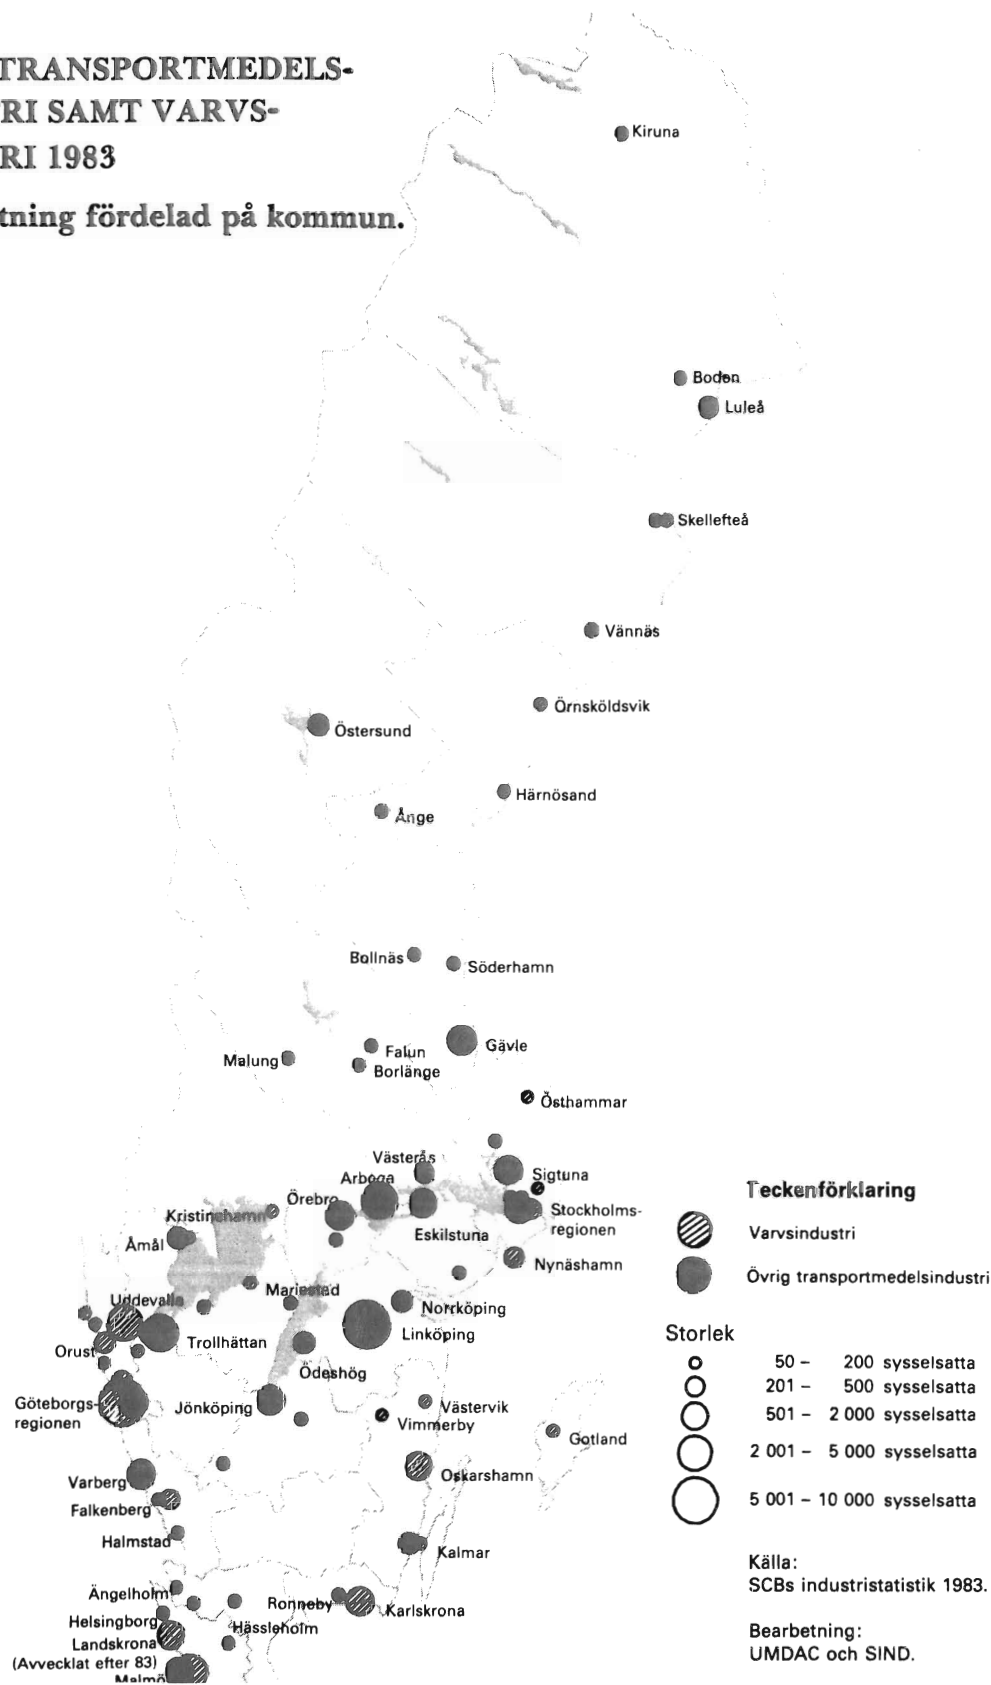 TRANSPORTMEDELS-
RI SAMT VARVS-
RI 1983
tning fördelad på kommun.
Kiruna
Boden
Luleå
Skellefteå
Vännäs
Örnsköldsvik
Östersund
Härnösand
Ånge
Bollnäs
Söderhamn
Gävle
Falun
Malung
Borlänge
Östhammar
Västerås
Arboga
Sigtuna
Örebro
Kristinehamn
Stockholms-
regionen
Eskilstuna
Åmål
Nynäshamn
Mariestad
Uddevalla
Norrköping
Linköping
Trollhättan
Orust
Ödeshög
Göteborgs-
regionen
Jönköping
Västervik
Vimmerby
Gotland
Oskarshamn
Varberg
Falkenberg
Halmstad
Kalmar
Ängelholm
Ronneby
Karlskrona
Helsingborg
Hässleholm
Landskrona
(Avvecklat efter 83)
Malmö
Teckenförklaring
Varvsindustri
Övrig transportmedelsindustri
Storlek
50 – 200 sysselsatta
201 – 500 sysselsatta
501 – 2 000 sysselsatta
2 001 – 5 000 sysselsatta
5 001 – 10 000 sysselsatta
Källa:
SCBs industristatistik 1983.
Bearbetning:
UMDAC och SIND.